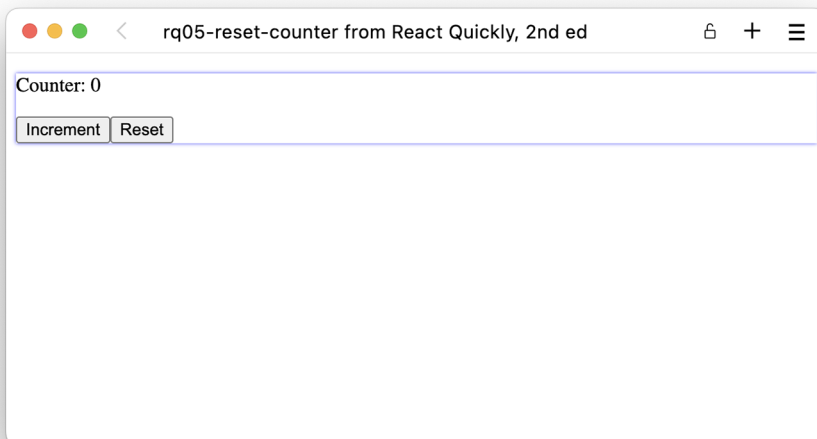 rq05-reset-counter from React Quickly, 2nd ed
Counter: 0
Increment Reset